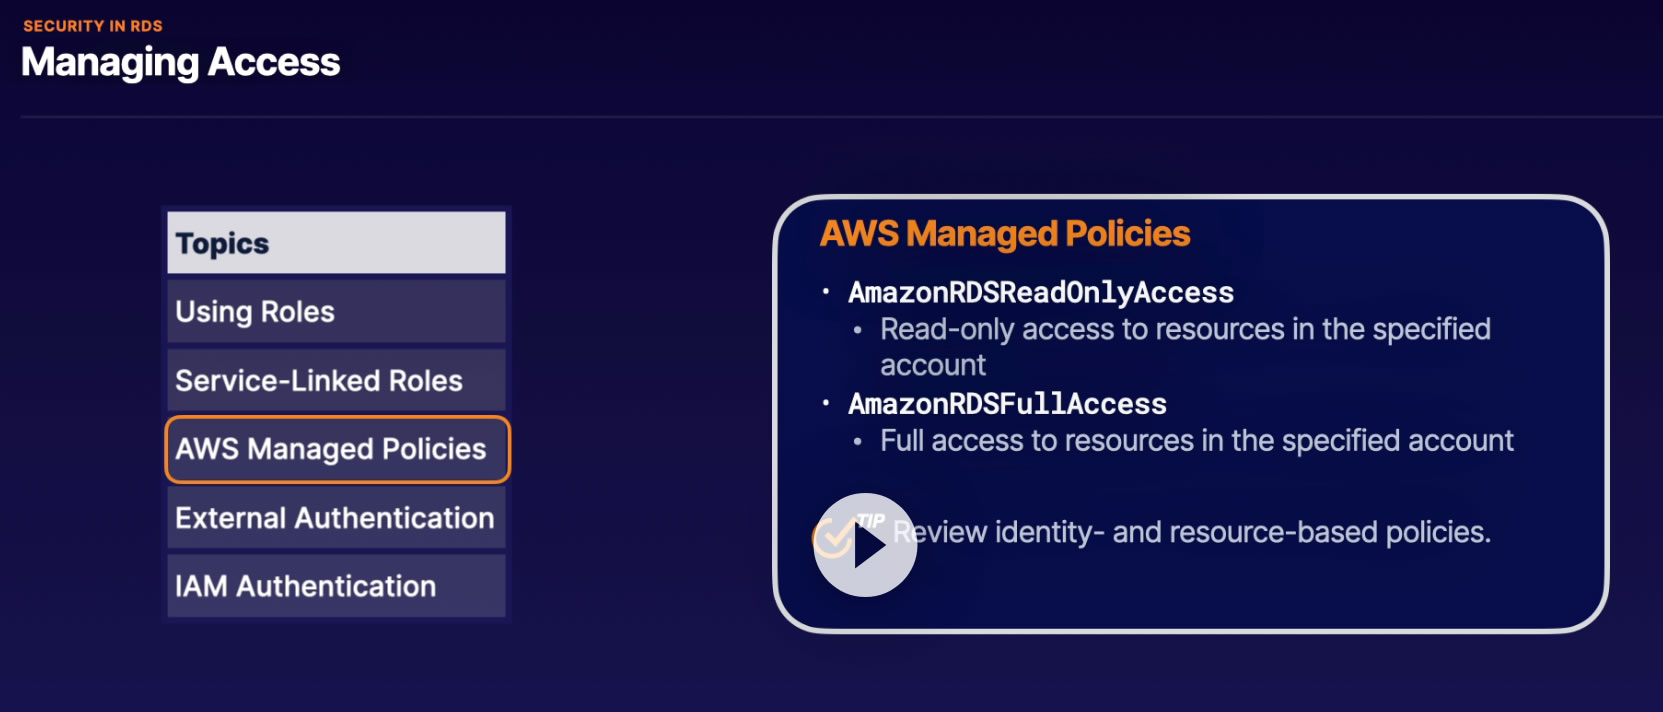 SECURITY IN RDS
Managing Access
Topics
Using Roles
Service-Linked Roles
AWS Managed Policies
External Authentication
IAM Authentication
AWS Managed Policies
• AmazonRDSReadOnlyAccess
• Read-only access to resources in the specified
account
• AmazonRDSFullAccess
• Full access to resources in the specified account
TIP
Review identity- and resource-based policies.